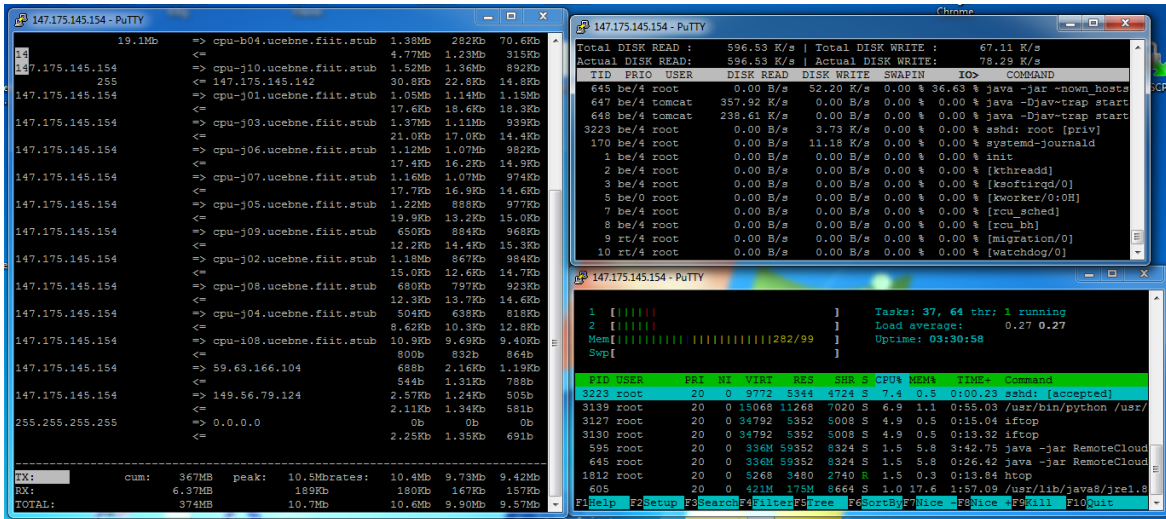 147.175.145.154 - PuTTY
19.1Mb => cpu-b04.ucebne.fiit.stub 1.38Mb 282Kb 70.6Kb
14 <= 4.77Mb 1.23Mb 315Kb
147.175.145.154 => cpu-j10.ucebne.fiit.stub 1.52Mb 1.36Mb 892Kb
255 <= 147.175.145.142 30.8Kb 22.8Kb 14.8Kb
147.175.145.154 => cpu-j01.ucebne.fiit.stub 1.05Mb 1.14Mb 1.15Mb
<= 17.6Kb 18.6Kb 18.3Kb
147.175.145.154 => cpu-j03.ucebne.fiit.stub 1.37Mb 1.11Mb 939Kb
<= 21.0Kb 17.0Kb 14.4Kb
147.175.145.154 => cpu-j06.ucebne.fiit.stub 1.12Mb 1.07Mb 982Kb
<= 17.4Kb 16.2Kb 14.9Kb
147.175.145.154 => cpu-j07.ucebne.fiit.stub 1.16Mb 1.07Mb 974Kb
<= 17.7Kb 16.9Kb 14.6Kb
147.175.145.154 => cpu-j05.ucebne.fiit.stub 1.22Mb 888Kb 977Kb
<= 19.9Kb 13.2Kb 15.0Kb
147.175.145.154 => cpu-j09.ucebne.fiit.stub 650Kb 884Kb 968Kb
<= 12.2Kb 14.4Kb 15.3Kb
147.175.145.154 => cpu-j02.ucebne.fiit.stub 1.18Mb 867Kb 984Kb
<= 15.0Kb 12.6Kb 14.7Kb
147.175.145.154 => cpu-j08.ucebne.fiit.stub 680Kb 797Kb 923Kb
<= 12.3Kb 13.7Kb 14.6Kb
147.175.145.154 => cpu-j04.ucebne.fiit.stub 504Kb 638Kb 818Kb
<= 8.62Kb 10.3Kb 12.8Kb
147.175.145.154 => cpu-i08.ucebne.fiit.stub 10.9Kb 9.69Kb 9.40Kb
<= 800b 832b 864b
147.175.145.154 => 59.63.166.104 688b 2.16Kb 1.19Kb
<= 544b 1.31Kb 788b
147.175.145.154 => 149.56.79.124 2.57Kb 1.24Kb 505b
<= 2.11Kb 1.34Kb 581b
255.255.255.255 => 0.0.0.0 0b 0b 0b
<= 2.25Kb 1.35Kb 691b
TX: cum: 367MB peak: 10.5Mbrates: 10.4Mb 9.73Mb 9.42Mb
RX: 6.37MB 189Kb 180Kb 167Kb 157Kb
TOTAL: 374MB 10.7Mb 10.6Mb 9.90Mb 9.57Mb
Chrome
147.175.145.154 - PuTTY
Total DISK READ : 596.53 K/s | Total DISK WRITE : 67.11 K/s
Actual DISK READ: 596.53 K/s | Actual DISK WRITE: 78.29 K/s
TID PRIO USER DISK READ DISK WRITE SWAPIN IO> COMMAND
645 be/4 root 0.00 B/s 52.20 K/s 0.00 % 36.63 % java -jar ~nown_hosts
647 be/4 tomcat 357.92 K/s 0.00 B/s 0.00 % 0.00 % java -Djav~trap start
648 be/4 tomcat 238.61 K/s 0.00 B/s 0.00 % 0.00 % java -Djav~trap start
3223 be/4 root 0.00 B/s 3.73 K/s 0.00 % 0.00 % sshd: root [priv]
170 be/4 root 0.00 B/s 11.18 K/s 0.00 % 0.00 % systemd-journald
1 be/4 root 0.00 B/s 0.00 B/s 0.00 % 0.00 % init
2 be/4 root 0.00 B/s 0.00 B/s 0.00 % 0.00 % [kthreadd]
3 be/4 root 0.00 B/s 0.00 B/s 0.00 % 0.00 % [ksoftirqd/0]
5 be/0 root 0.00 B/s 0.00 B/s 0.00 % 0.00 % [kworker/0:0H]
7 be/4 root 0.00 B/s 0.00 B/s 0.00 % 0.00 % [rcu_sched]
8 be/4 root 0.00 B/s 0.00 B/s 0.00 % 0.00 % [rcu_bh]
9 rt/4 root 0.00 B/s 0.00 B/s 0.00 % 0.00 % [migration/0]
10 rt/4 root 0.00 B/s 0.00 B/s 0.00 % 0.00 % [watchdog/0]
SCP
147.175.145.154 - PuTTY
1 [|||||| ] Tasks: 37, 64 thr; 1 running
2 [|||||| ] Load average: 0.27 0.27
Mem[|||||||||||||||||||||||282/99 ] Uptime: 03:30:58
Swp[ ]
PID USER PRI NI VIRT RES SHR S CPU% MEM% TIME+ Command
3223 root 20 0 9772 5344 4724 S 7.4 0.5 0:00.23 sshd: [accepted]
3139 root 20 0 15068 11268 7020 S 6.9 1.1 0:55.03 /usr/bin/python /usr/
3127 root 20 0 34792 5352 5008 S 4.9 0.5 0:15.04 iftop
3130 root 20 0 34792 5352 5008 S 4.9 0.5 0:13.32 iftop
595 root 20 0 336M 59352 8324 S 1.5 5.8 3:42.75 java -jar RemoteCloud
645 root 20 0 336M 59352 8324 S 1.5 5.8 0:26.42 java -jar RemoteCloud
1812 root 20 0 5268 3480 2740 R 1.5 0.3 0:13.84 htop
605 20 0 421M 175M 8664 S 1.0 17.6 1:57.09 /usr/lib/java8/jre1.8
F1Help F2Setup F3SearchF4FilterF5Tree F6SortByF7Nice -F8Nice +F9Kill F10Quit